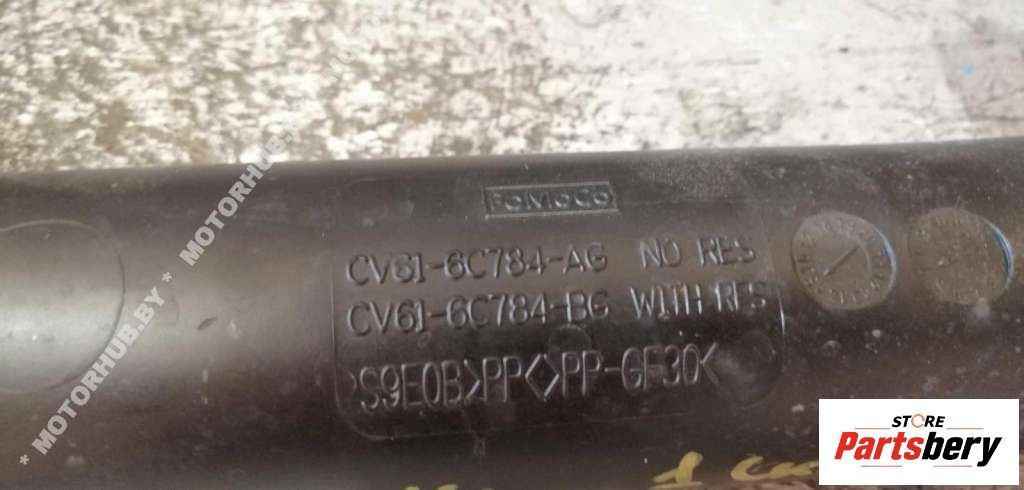 FoMoCo
CV61-6C784-AG NO RES
CV61-6C784-BG WITH RES
>S9E0B>PP<>PP-GF30<
* MOTORHUB.BY * MOTORHUB.BY *
STORE
Partsbery
1